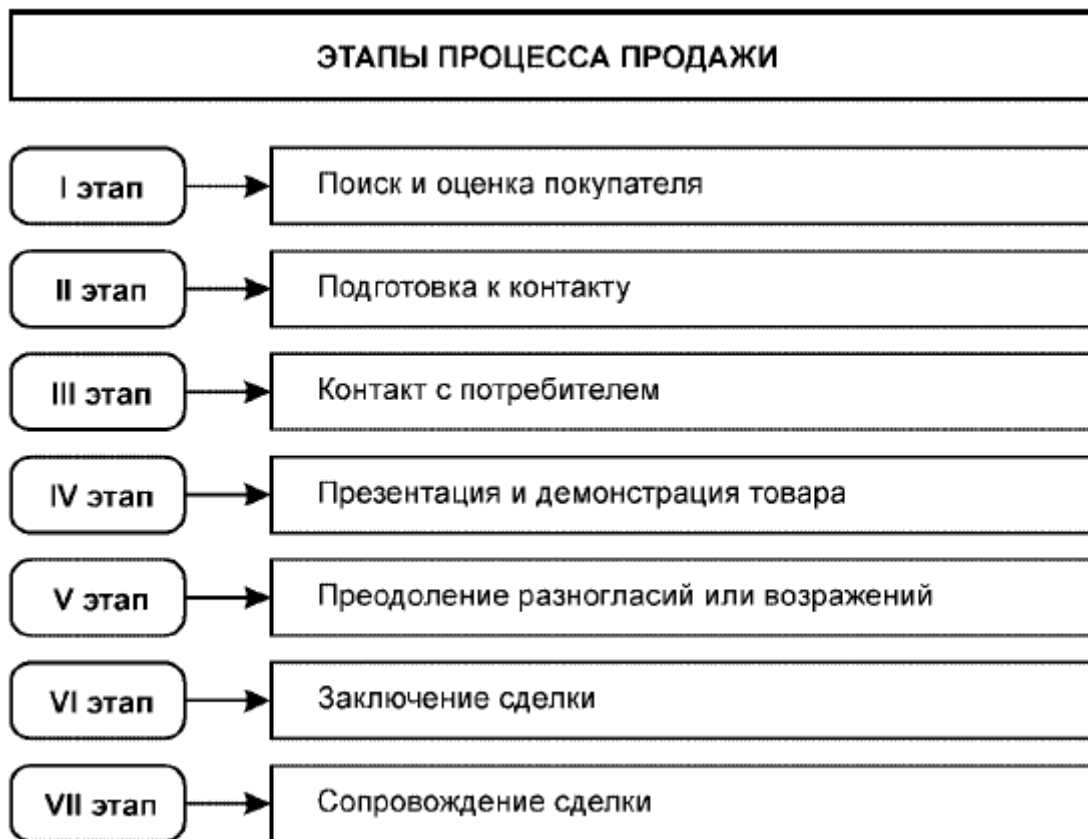 ЭТАПЫ ПРОЦЕССА ПРОДАЖИ
I этап
Поиск и оценка покупателя
II этап
Подготовка к контакту
III этап
Контакт с потребителем
IV этап
Презентация и демонстрация товара
V этап
Преодоление разногласий или возражений
VI этап
Заключение сделки
VII этап
Сопровождение сделки